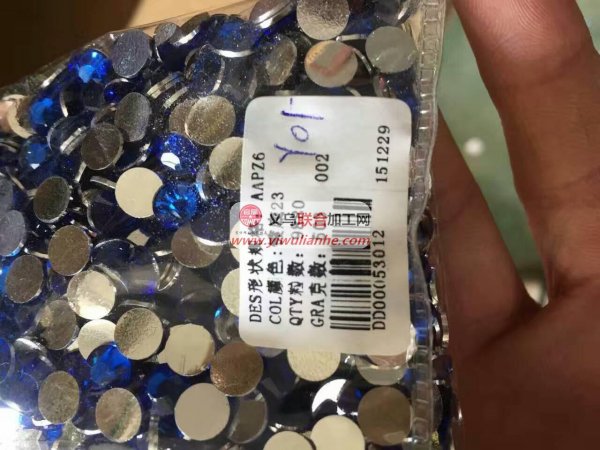 DES形状 AAPZ6
COL颜色: 23
QTY粒数:
GRA克数: 002
DD00053012 151229
Yo1
义乌联合加工网
www.yiwulianhe.com